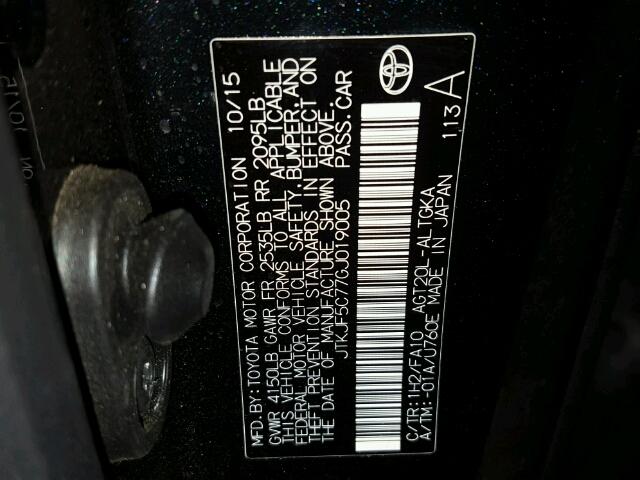 MFD.BY:TOYOTA MOTOR CORPORATION 10/15
GVWR 4150LB GAWR FR 2535LB RR 2095LB
THIS VEHICLE CONFORMS TO ALL APPLICABLE
FEDERAL MOTOR VEHICLE SAFETY,BUMPER,AND
THEFT PREVENTION STANDARDS IN EFFECT ON
THE DATE OF MANUFACTURE SHOWN ABOVE.
JTKJF5C77GJ019005 PASS.CAR
C/TR:1H2/FA10 AGT20L-ALTGKA
A/TM:-01A/U760E MADE IN JAPAN 113A